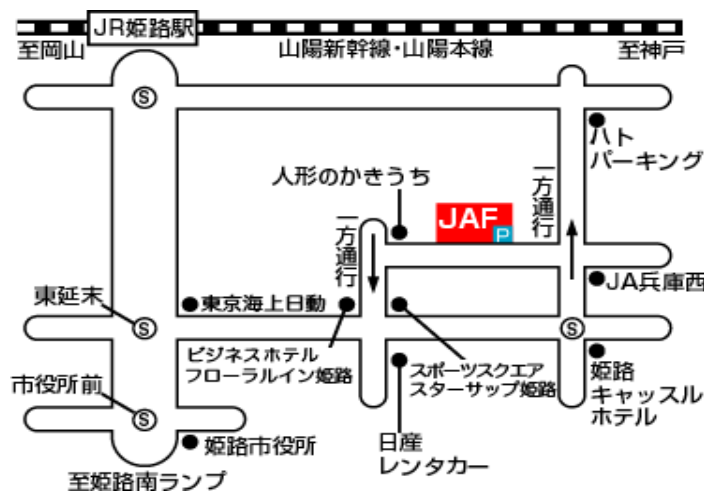 JR姫路駅
至岡山
山陽新幹線・山陽本線
至神戸
S
ハト
パーキング
人形のかきうち
一方通行
JAF
P
一方通行
JA兵庫西
東延末
東京海上日動
S
S
ビジネスホテル
フローラルイン姫路
スポーツスクエア
スターサップ姫路
姫路
キャッスル
ホテル
市役所前
S
姫路市役所
日産
レンタカー
至姫路南ランプ